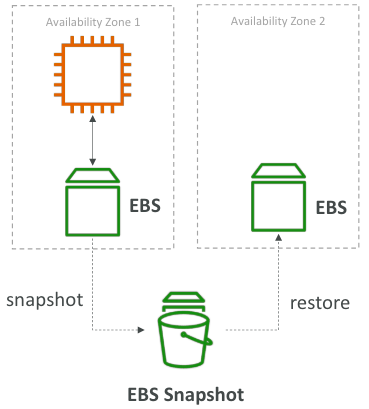 Availability Zone 1
Availability Zone 2
EBS
EBS
snapshot
restore
EBS Snapshot